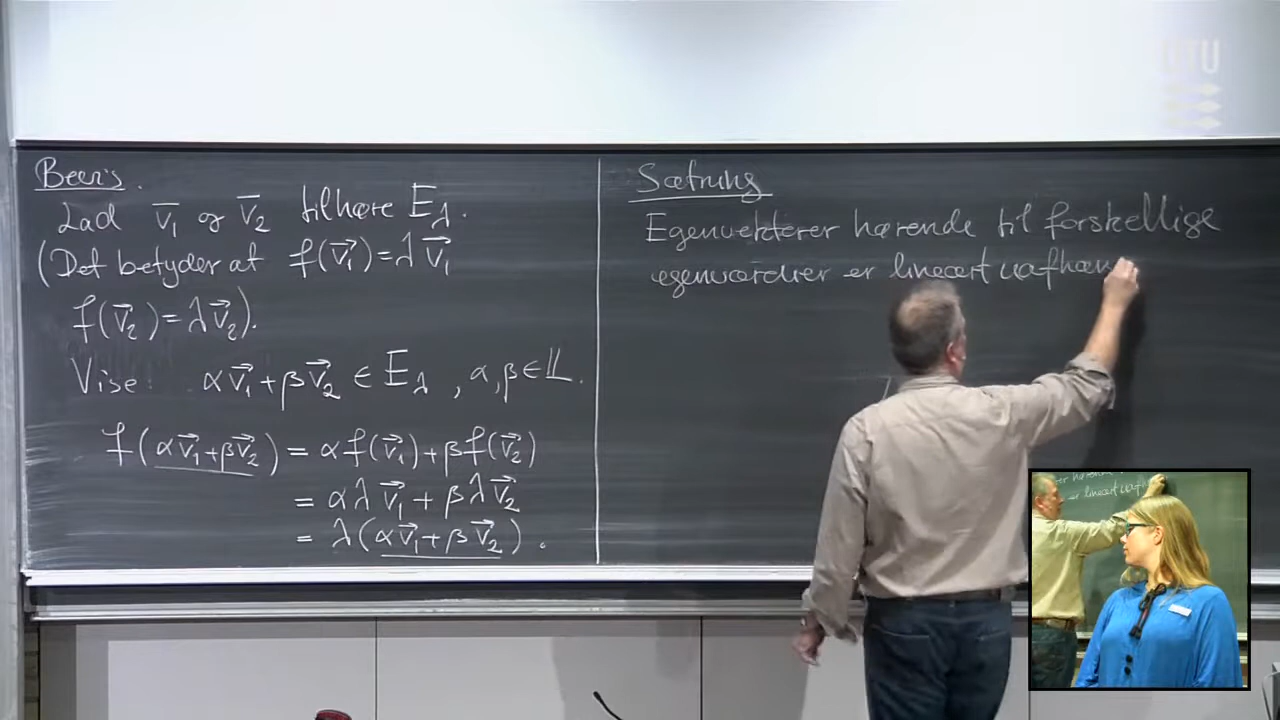 Bevis.
Lad v̅₁ og v̅₂ tilhøre E_λ.
(Det betyder at f(v⃗₁) = λv⃗₁
f(v⃗₂) = λv⃗₂).
Vise: αv⃗₁ + βv⃗₂ ∈ E_λ, α, β ∈ 𝕃.
f(αv⃗₁+βv⃗₂) = αf(v⃗₁) + βf(v⃗₂)
= αλv⃗₁ + βλv⃗₂
= λ(αv⃗₁+βv⃗₂).
Sætning
Egenvektorer hørende til forskellige
egenværdier er lineært uafhæn
DTU